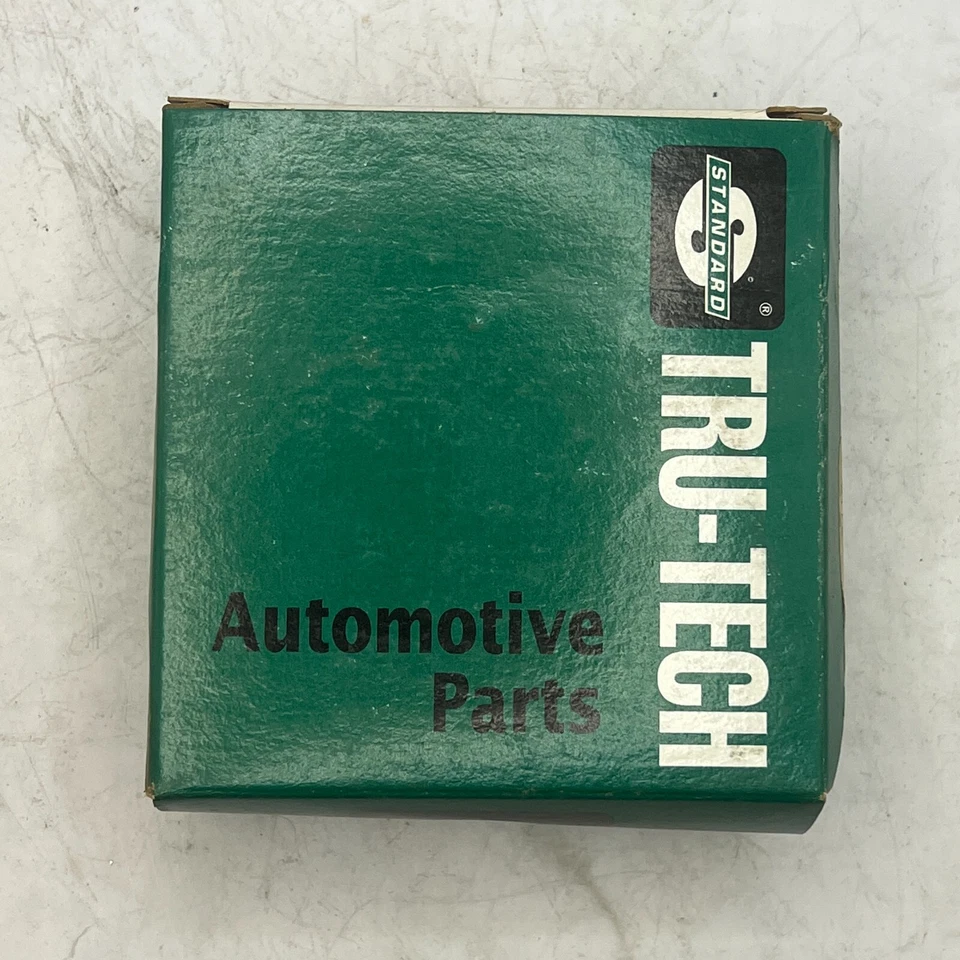 STANDARD
®
TRU-TECH
Automotive
Parts